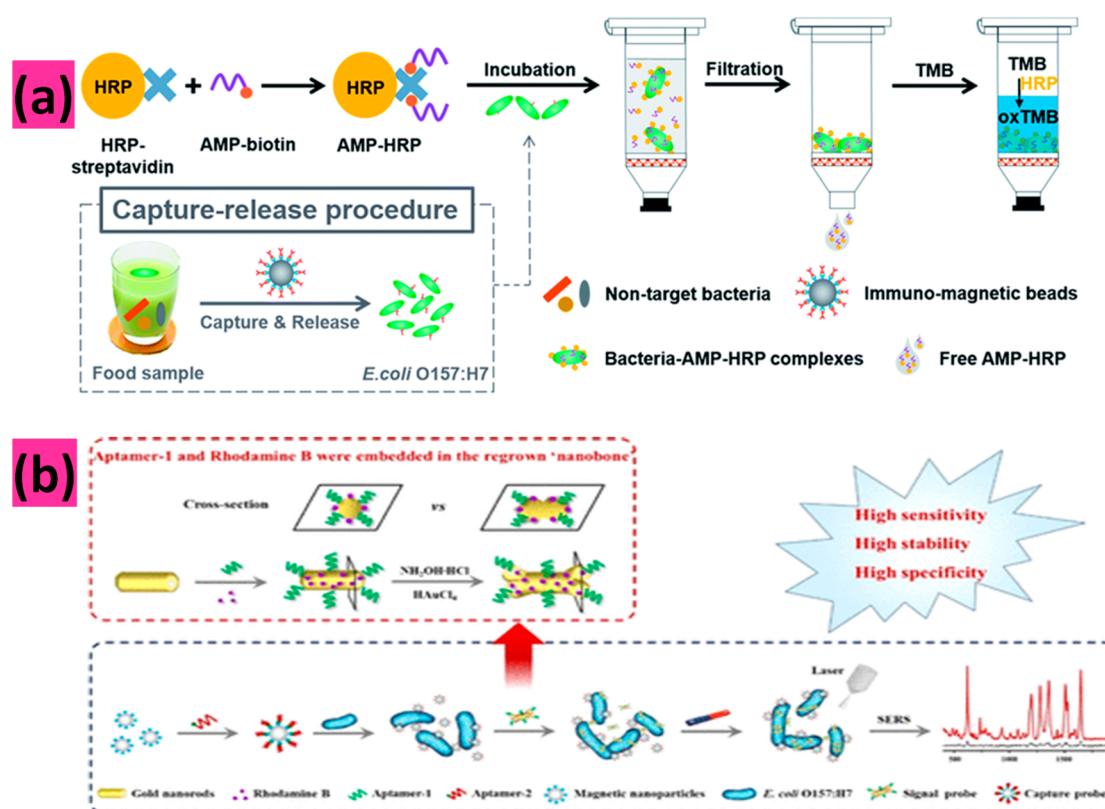 (a)
HRP
+
HRP
Incubation
Filtration
TMB
TMB
HRP
oxTMB
HRP-
streptavidin
AMP-biotin
AMP-HRP
Capture-release procedure
Capture & Release
Food sample
E.coli O157:H7
Non-target bacteria
Immuno-magnetic beads
Bacteria-AMP-HRP complexes
Free AMP-HRP
(b)
Aptamer-1 and Rhodamine B were embedded in the regrown 'nanobone'
Cross-section
vs
NH₂OH·HCl
HAuCl₄
High sensitivity
High stability
High specificity
Laser
SERS
500
1000
1500
Gold nanorods
Rhodamine B
Aptamer-1
Aptamer-2
Magnetic nanoparticles
E. coli O157:H7
Signal probe
Capture probe